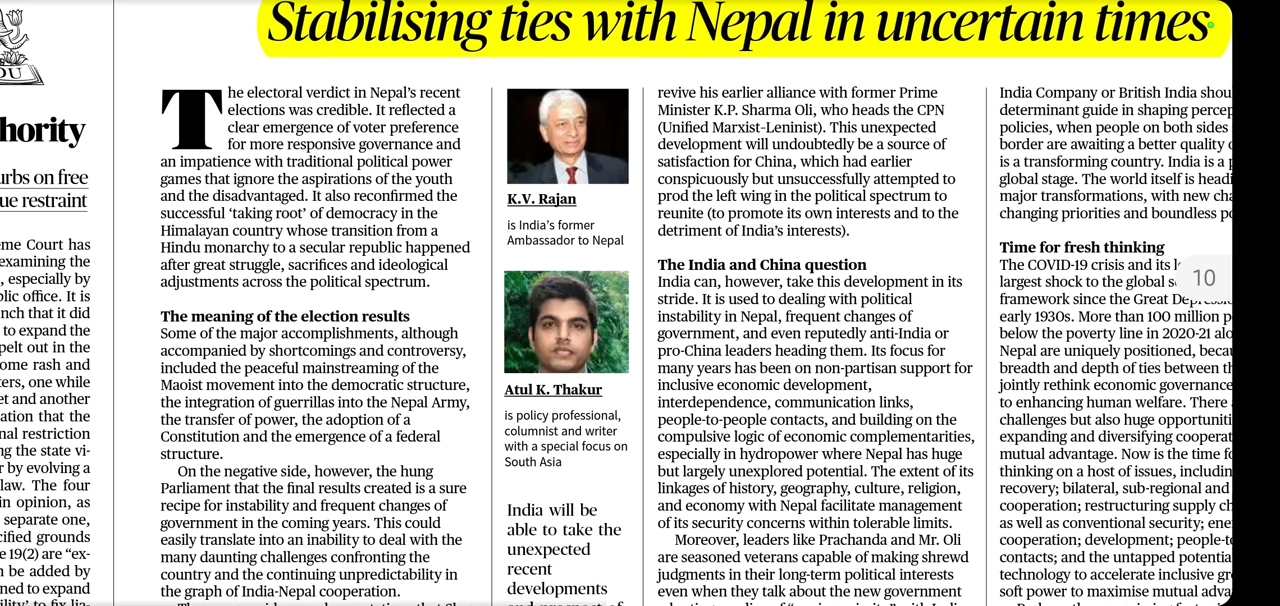 Stabilising ties with Nepal in uncertain times
DU
hority
urbs on free
ue restraint
eme Court has
examining the
, especially by
blic office. It is
nch that it did
to expand the
pelt out in the
ome rash and
ters, one while
et and another
ation that the
nal restriction
ng the state vi-
r by evolving a
law. The four
in opinion, as
separate one,
cified grounds
e 19(2) are “ex-
n be added by
ned to expand
The electoral verdict in Nepal’s recent
elections was credible. It reflected a
clear emergence of voter preference
for more responsive governance and
an impatience with traditional political power
games that ignore the aspirations of the youth
and the disadvantaged. It also reconfirmed the
successful ‘taking root’ of democracy in the
Himalayan country whose transition from a
Hindu monarchy to a secular republic happened
after great struggle, sacrifices and ideological
adjustments across the political spectrum.
The meaning of the election results
Some of the major accomplishments, although
accompanied by shortcomings and controversy,
included the peaceful mainstreaming of the
Maoist movement into the democratic structure,
the integration of guerrillas into the Nepal Army,
the transfer of power, the adoption of a
Constitution and the emergence of a federal
structure.
On the negative side, however, the hung
Parliament that the final results created is a sure
recipe for instability and frequent changes of
government in the coming years. This could
easily translate into an inability to deal with the
many daunting challenges confronting the
country and the continuing unpredictability in
the graph of India-Nepal cooperation.
K.V. Rajan
is India’s former
Ambassador to Nepal
Atul K. Thakur
is policy professional,
columnist and writer
with a special focus on
South Asia
India will be
able to take the
unexpected
recent
developments
revive his earlier alliance with former Prime
Minister K.P. Sharma Oli, who heads the CPN
(Unified Marxist-Leninist). This unexpected
development will undoubtedly be a source of
satisfaction for China, which had earlier
conspicuously but unsuccessfully attempted to
prod the left wing in the political spectrum to
reunite (to promote its own interests and to the
detriment of India’s interests).
The India and China question
India can, however, take this development in its
stride. It is used to dealing with political
instability in Nepal, frequent changes of
government, and even reputedly anti-India or
pro-China leaders heading them. Its focus for
many years has been on non-partisan support for
inclusive economic development,
interdependence, communication links,
people-to-people contacts, and building on the
compulsive logic of economic complementarities,
especially in hydropower where Nepal has huge
but largely unexplored potential. The extent of its
linkages of history, geography, culture, religion,
and economy with Nepal facilitate management
of its security concerns within tolerable limits.
Moreover, leaders like Prachanda and Mr. Oli
are seasoned veterans capable of making shrewd
judgments in their long-term political interests
even when they talk about the new government
India Company or British India shou
determinant guide in shaping percep
policies, when people on both sides
border are awaiting a better quality o
is a transforming country. India is a p
global stage. The world itself is headi
major transformations, with new cha
changing priorities and boundless po
Time for fresh thinking
The COVID-19 crisis and its l
largest shock to the global s
framework since the Great Depressio
early 1930s. More than 100 million p
below the poverty line in 2020-21 alo
Nepal are uniquely positioned, becau
breadth and depth of ties between th
jointly rethink economic governance
to enhancing human welfare. There
challenges but also huge opportuniti
expanding and diversifying cooperat
mutual advantage. Now is the time fo
thinking on a host of issues, includin
recovery; bilateral, sub-regional and
cooperation; restructuring supply ch
as well as conventional security; ene
cooperation; development; people-t
contacts; and the untapped potentia
technology to accelerate inclusive gr
soft power to maximise mutual advan
10